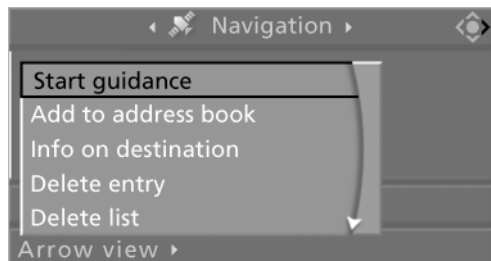 Navigation
Start guidance
Add to address book
Info on destination
Delete entry
Delete list
Arrow view